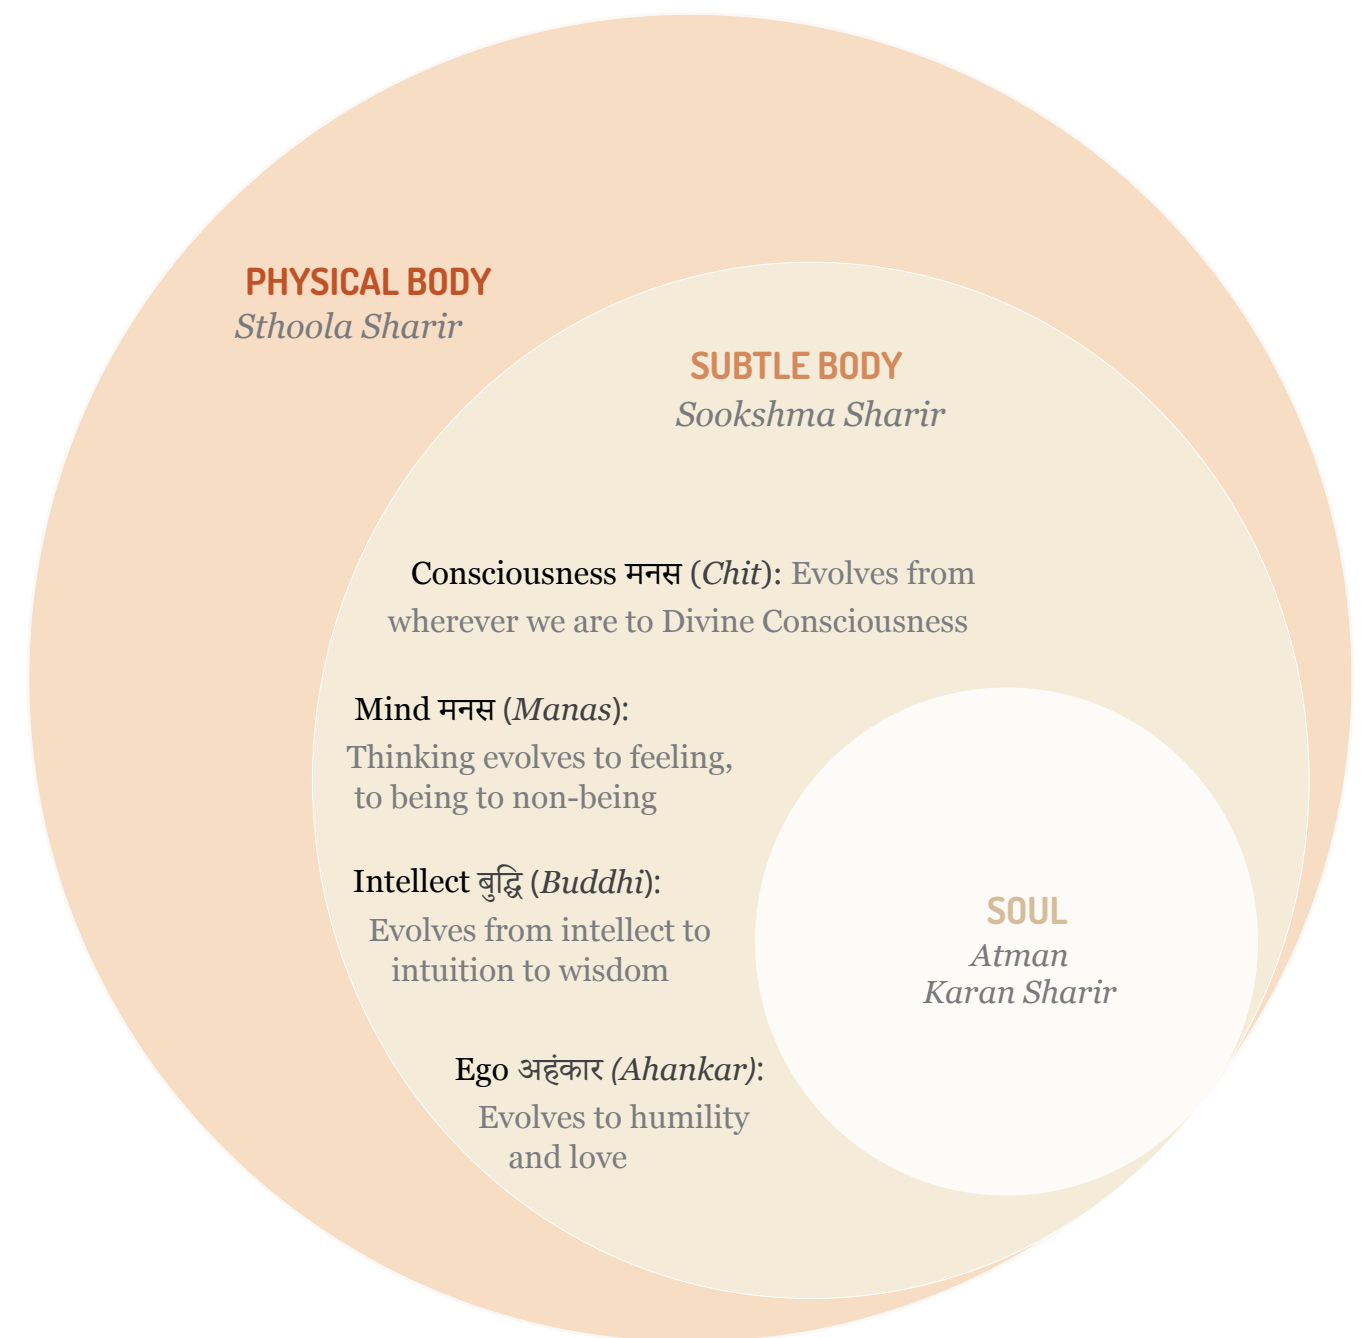 PHYSICAL BODY
Sthoola Sharir
SUBTLE BODY
Sookshma Sharir
Consciousness मनस (Chit): Evolves from
wherever we are to Divine Consciousness
Mind मनस (Manas):
Thinking evolves to feeling,
to being to non-being
Intellect बुद्धि (Buddhi):
Evolves from intellect to
intuition to wisdom
Ego अहंकार (Ahankar):
Evolves to humility
and love
SOUL
Atman
Karan Sharir